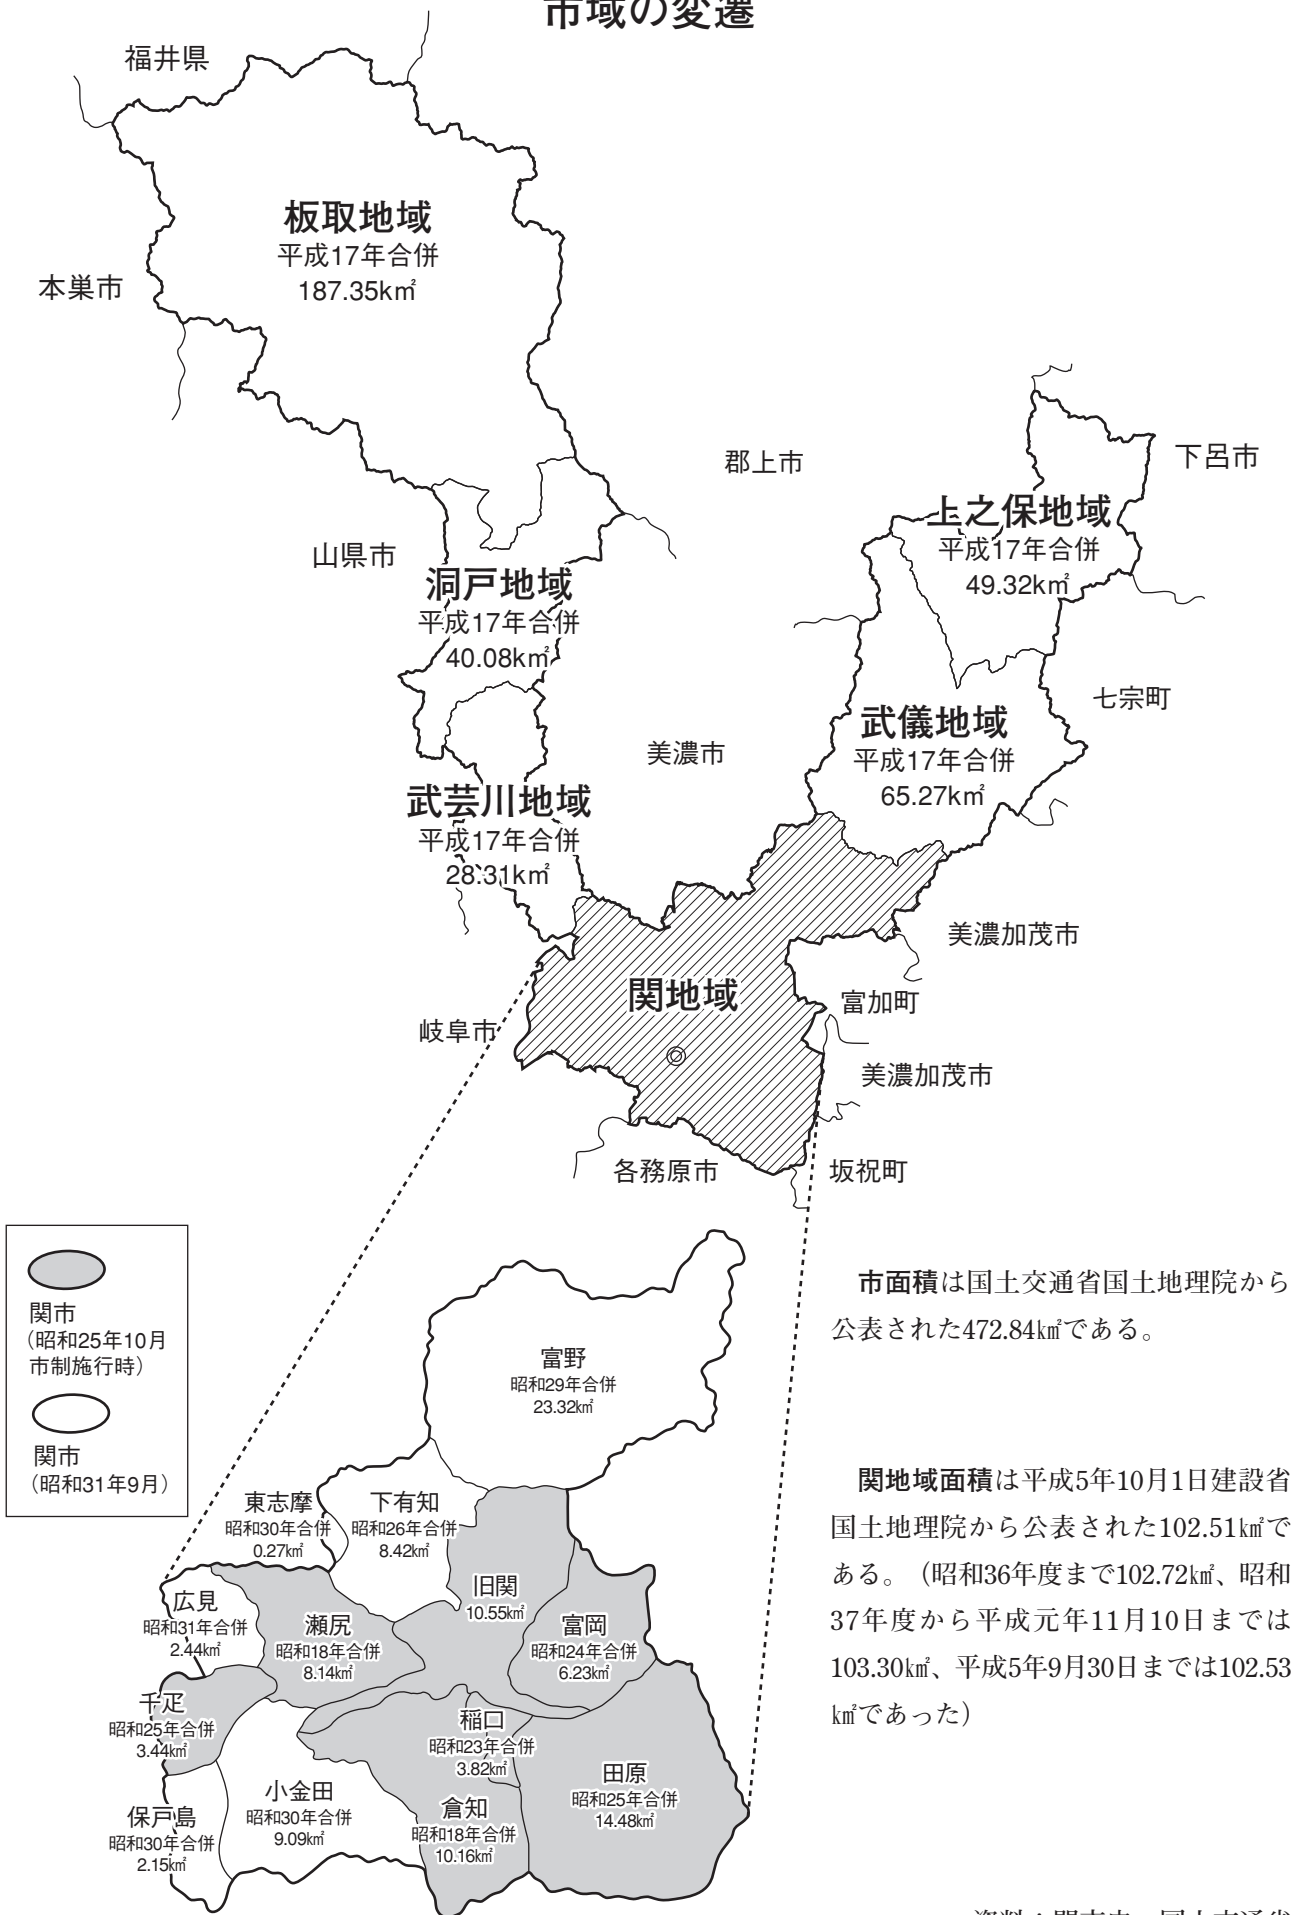 市域の変遷
福井県
板取地域
平成17年合併
187.35k㎡
本巣市
郡上市
下呂市
上之保地域
平成17年合併
49.32k㎡
山県市
洞戸地域
平成17年合併
40.08k㎡
七宗町
武儀地域
平成17年合併
65.27k㎡
美濃市
武芸川地域
平成17年合併
28.31k㎡
美濃加茂市
関地域
富加町
岐阜市
美濃加茂市
各務原市
坂祝町
関市
（昭和25年10月
市制施行時）
関市
（昭和31年9月）
市面積は国土交通省国土地理院から
公表された472.84㎢である。
富野
昭和29年合併
23.32㎢
関地域面積は平成5年10月1日建設省
国土地理院から公表された102.51㎢で
ある。（昭和36年度まで102.72㎢、昭和
37年度から平成元年11月10日までは
103.30㎢、平成5年9月30日までは102.53
㎢であった）
東志摩
昭和30年合併
0.27㎢
下有知
昭和26年合併
8.42㎢
旧関
10.55㎢
広見
昭和31年合併
2.44㎢
瀬尻
昭和18年合併
8.14㎢
富岡
昭和24年合併
6.23㎢
千疋
昭和25年合併
3.44㎢
稲口
昭和23年合併
3.82㎢
田原
昭和25年合併
14.48㎢
小金田
昭和30年合併
9.09㎢
倉知
昭和18年合併
10.16㎢
保戸島
昭和30年合併
2.15㎢